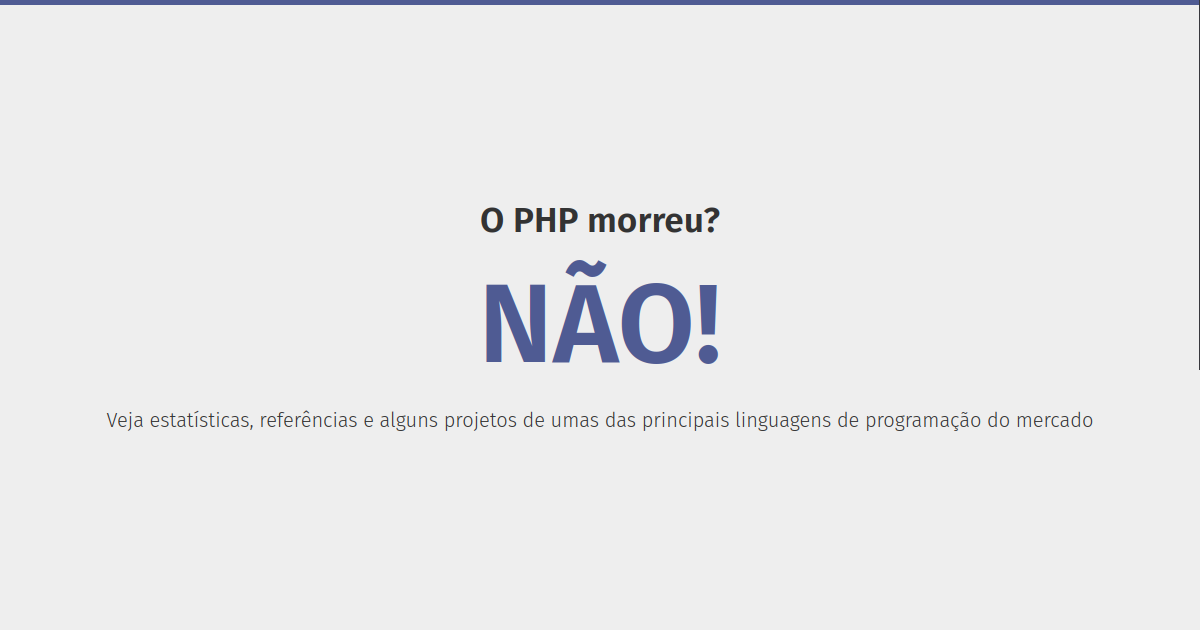 O PHP morreu?
NÃO!
Veja estatísticas, referências e alguns projetos de umas das principais linguagens de programação do mercado